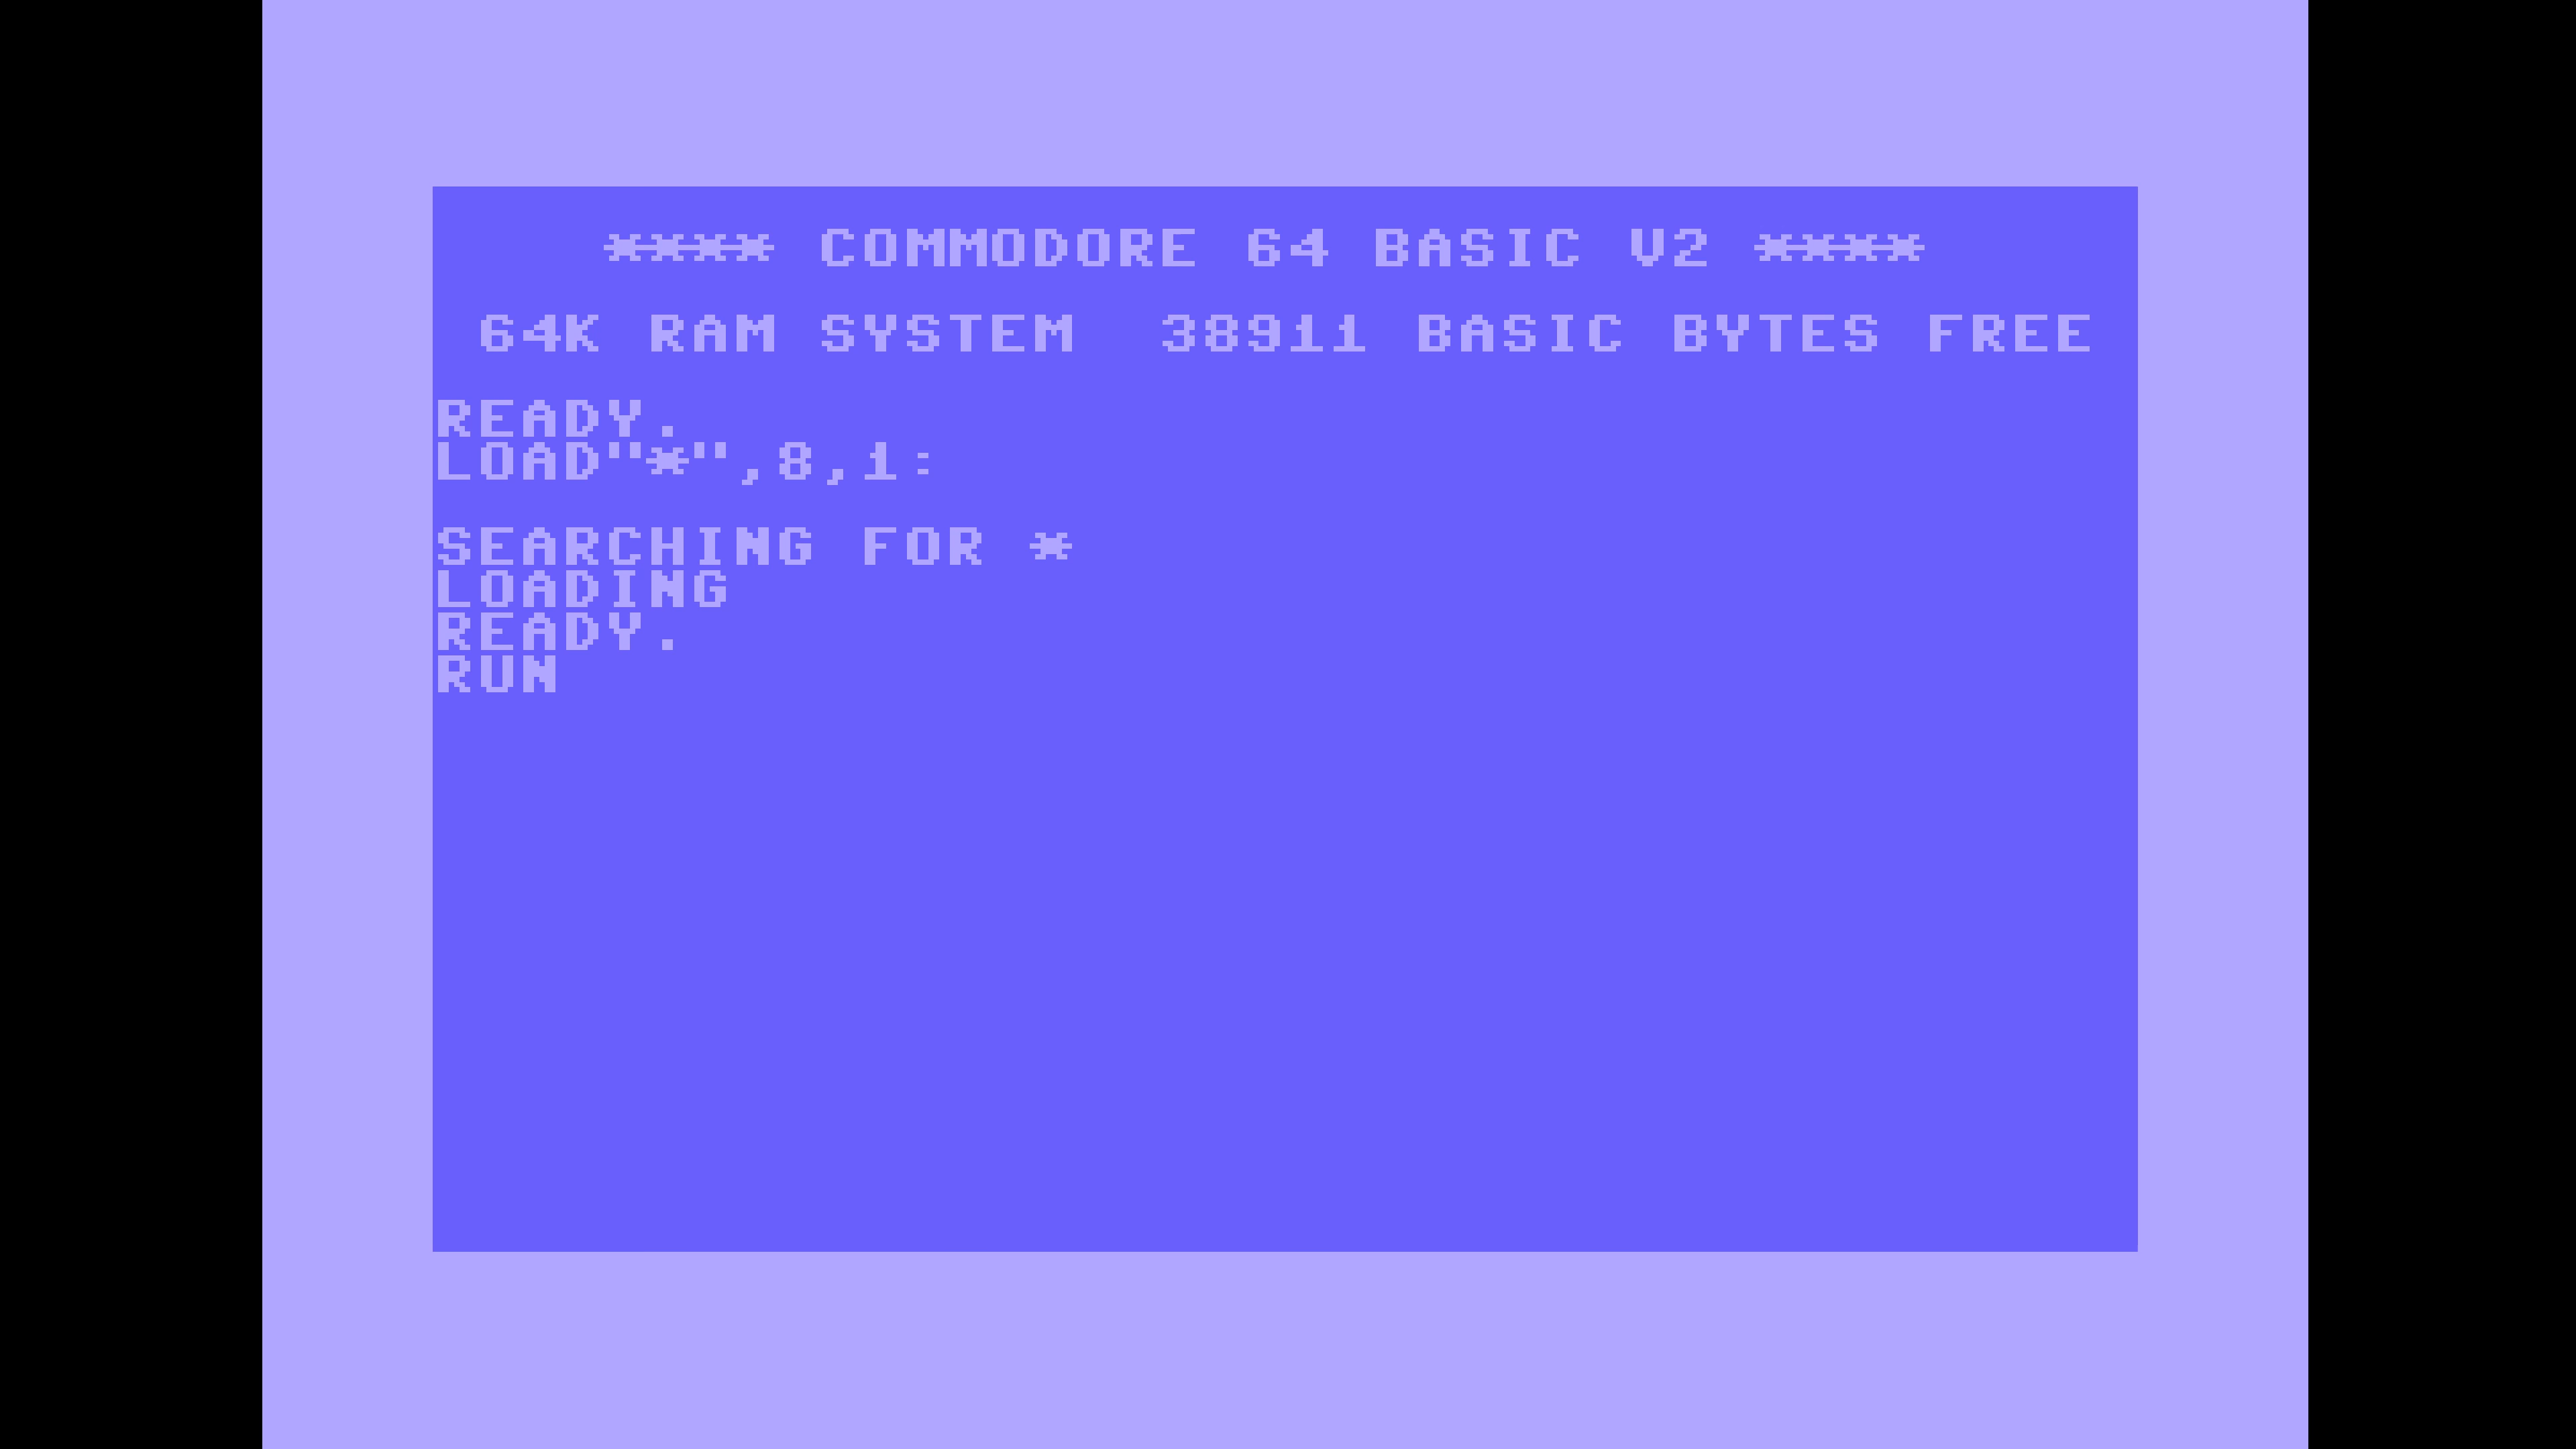 **** COMMODORE 64 BASIC V2 ****
64K RAM SYSTEM  38911 BASIC BYTES FREE
READY.
LOAD"*",8,1:
SEARCHING FOR *
LOADING
READY.
RUN